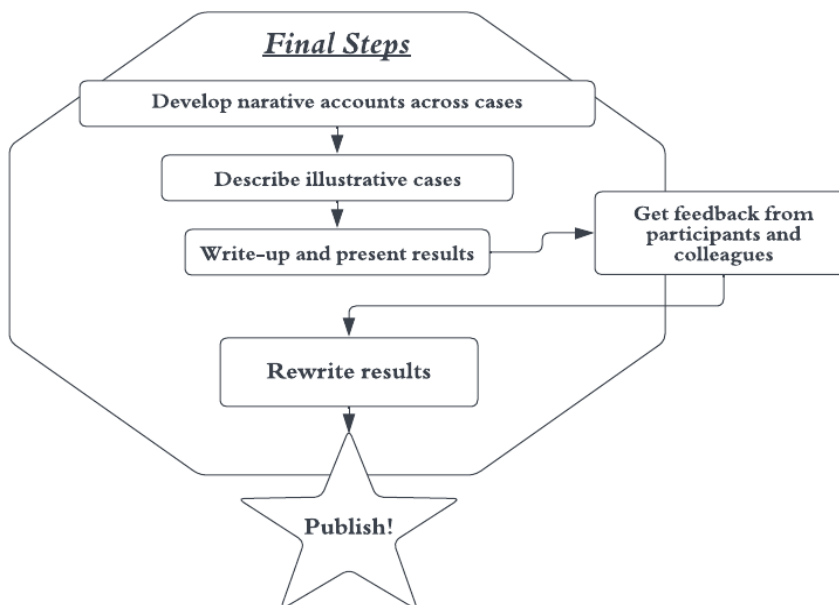 Final Steps
Develop narative accounts across cases
Describe illustrative cases
Write-up and present results
Get feedback from
participants and
colleagues
Rewrite results
Publish!